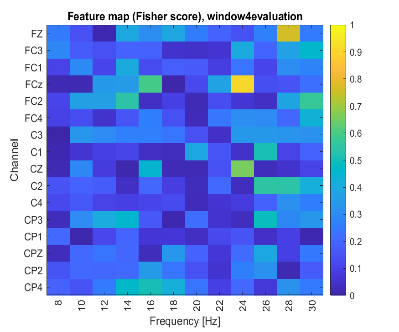 Feature map (Fisher score), window4evaluation
FZ
FC3
FC1
FCz
FC2
FC4
C3
C1
CZ
C2
C4
CP3
CP1
CPZ
CP2
CP4
Channel
8 10 12 14 16 18 20 22 24 26 28 30
Frequency [Hz]
1
0.9
0.8
0.7
0.6
0.5
0.4
0.3
0.2
0.1
0